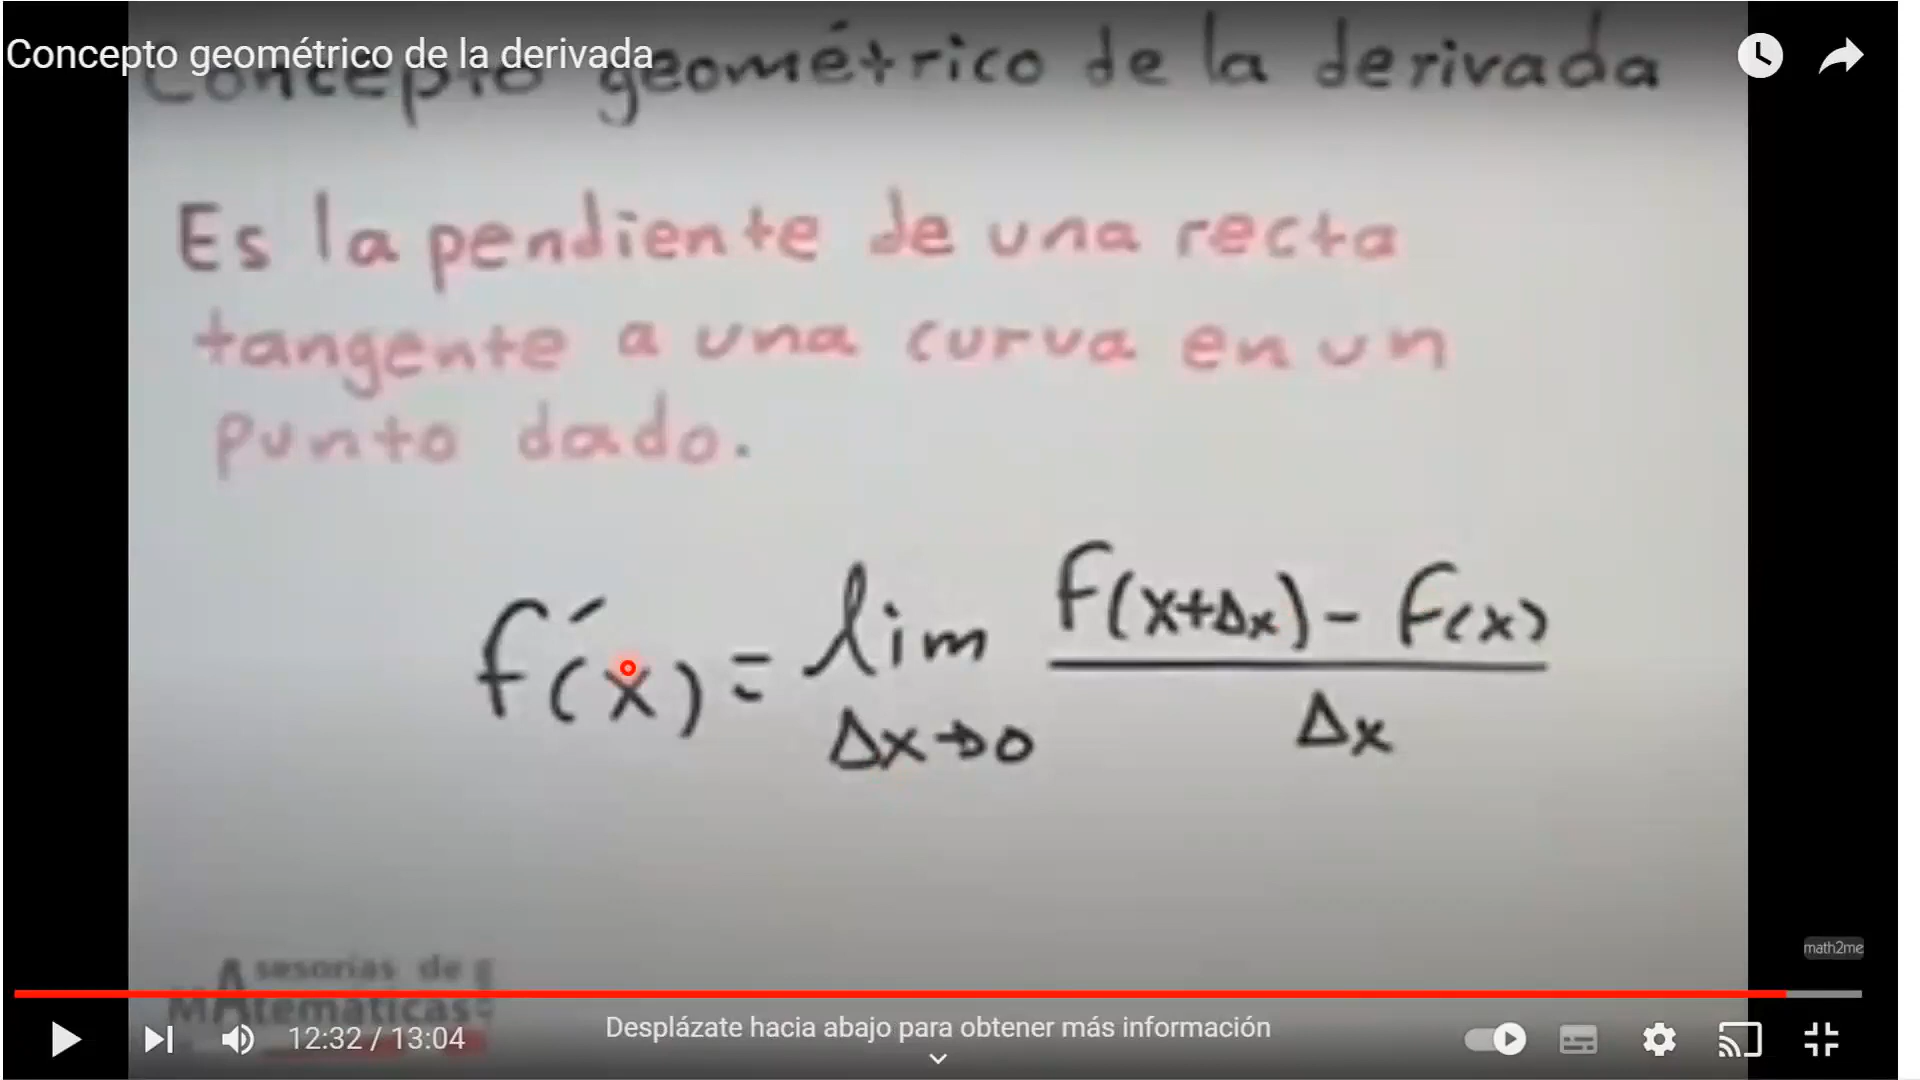 Concepto geométrico de la derivada
Concepto geométrico de la derivada
Es la pendiente de una recta
tangente a una curva en un
punto dado.
f´(x) = lim f(x+Δx) - f(x)
Δx→0 Δx
math2me
Asesorías de
Matemáticas
12:32 / 13:04
Desplázate hacia abajo para obtener más información